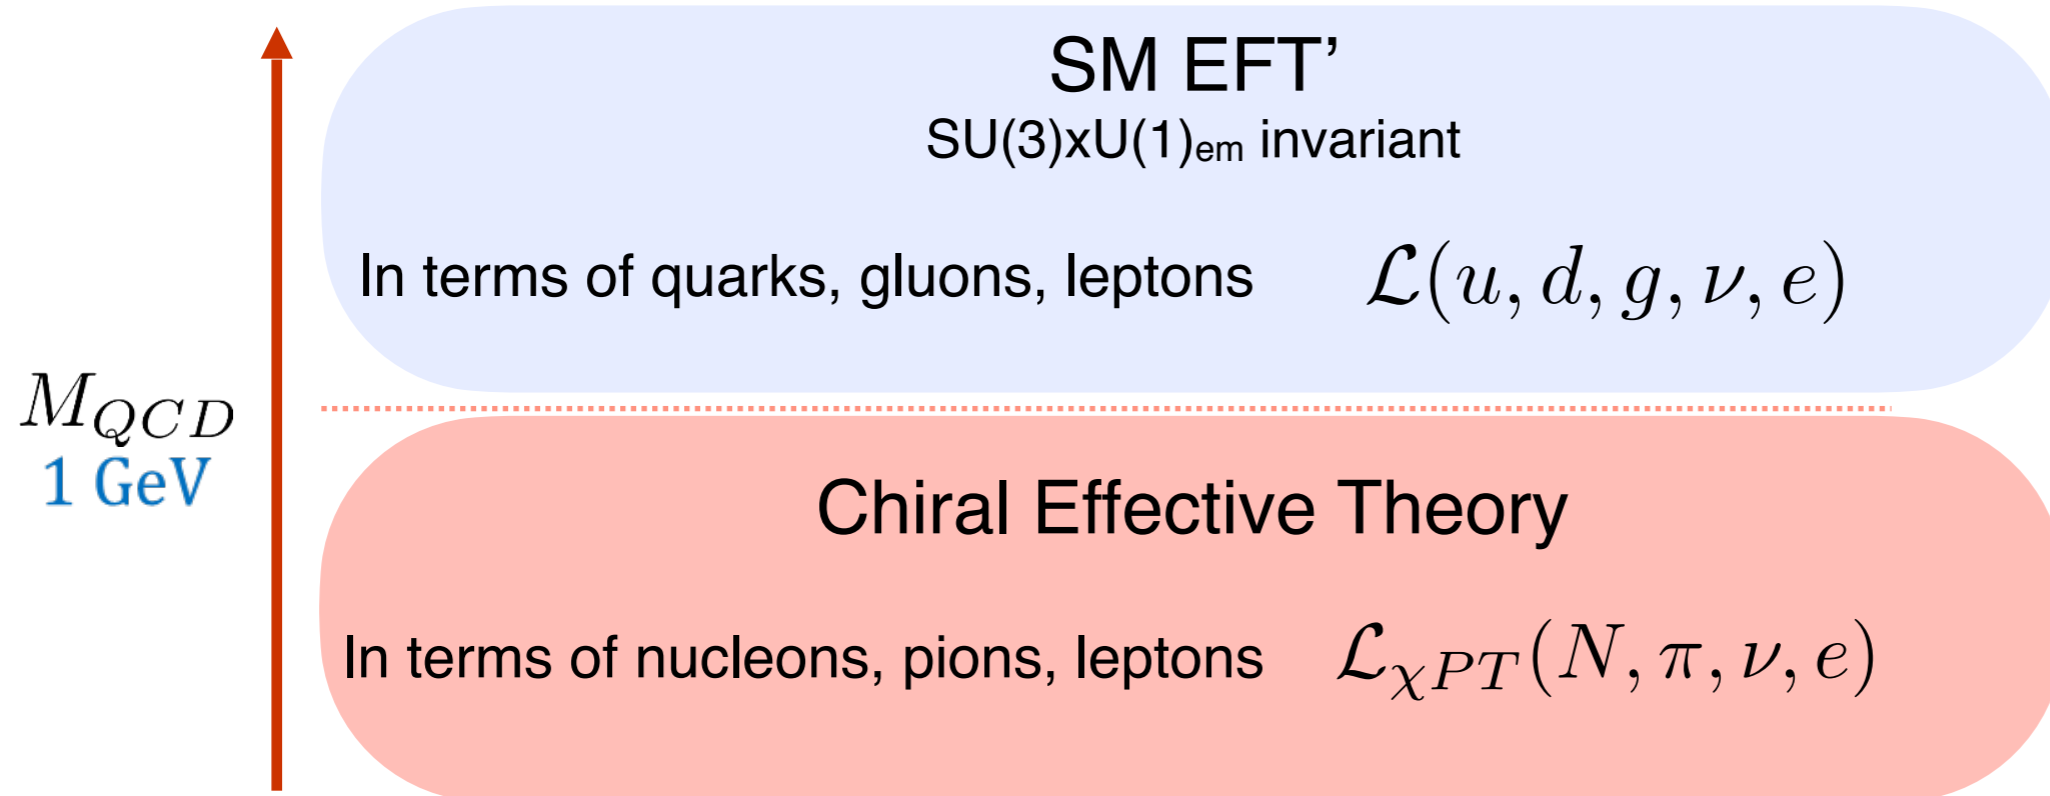 SM EFT’
SU(3)xU(1)em invariant
In terms of quarks, gluons, leptons ℒ(u, d, g, ν, e)
M_QCD
1 GeV
Chiral Effective Theory
In terms of nucleons, pions, leptons ℒ_χPT(N, π, ν, e)